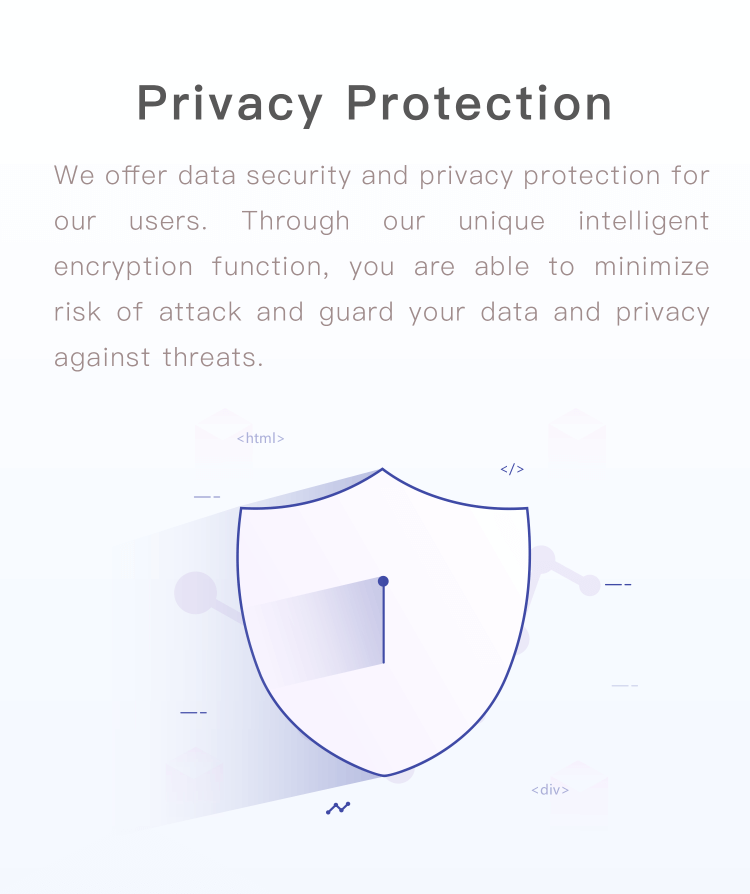 Privacy Protection
We offer data security and privacy protection for
our users. Through our unique intelligent
encryption function, you are able to minimize
risk of attack and guard your data and privacy
against threats.
<html>
</>
<div>